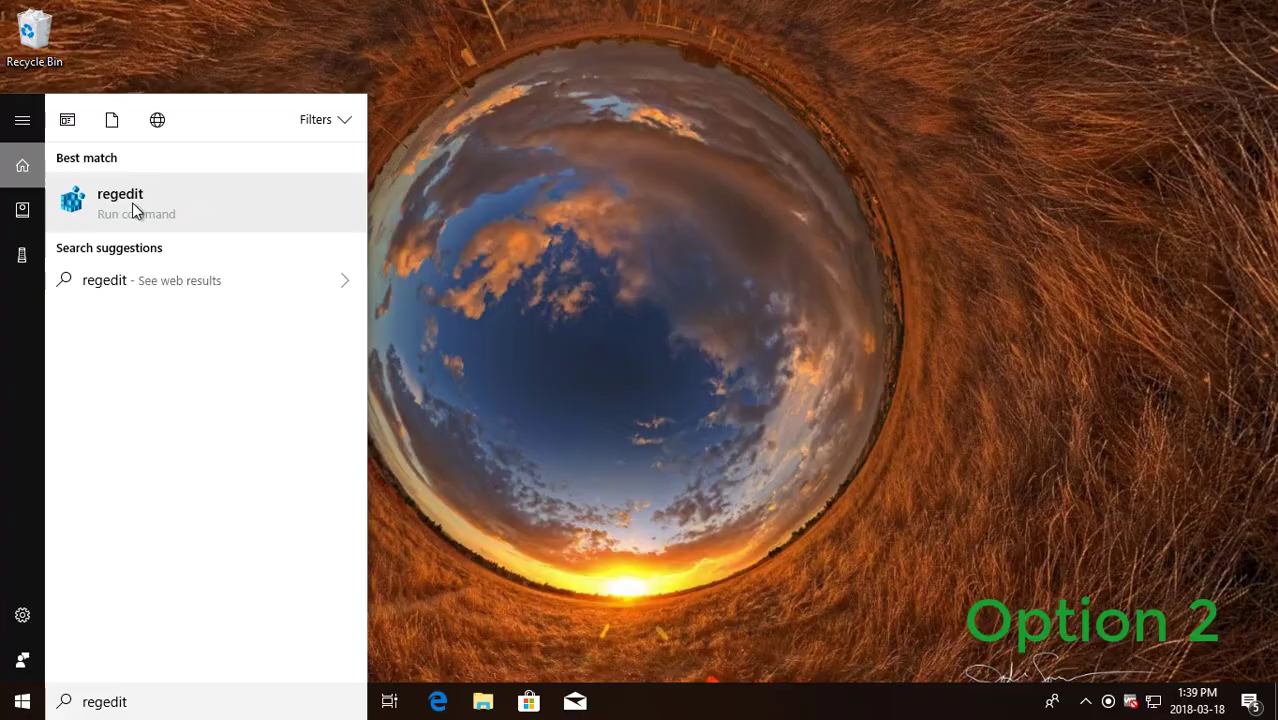 Recycle Bin
Filters
Best match
regedit
Run command
Search suggestions
regedit - See web results
Option 2
regedit
1:39 PM
2018-03-18
5